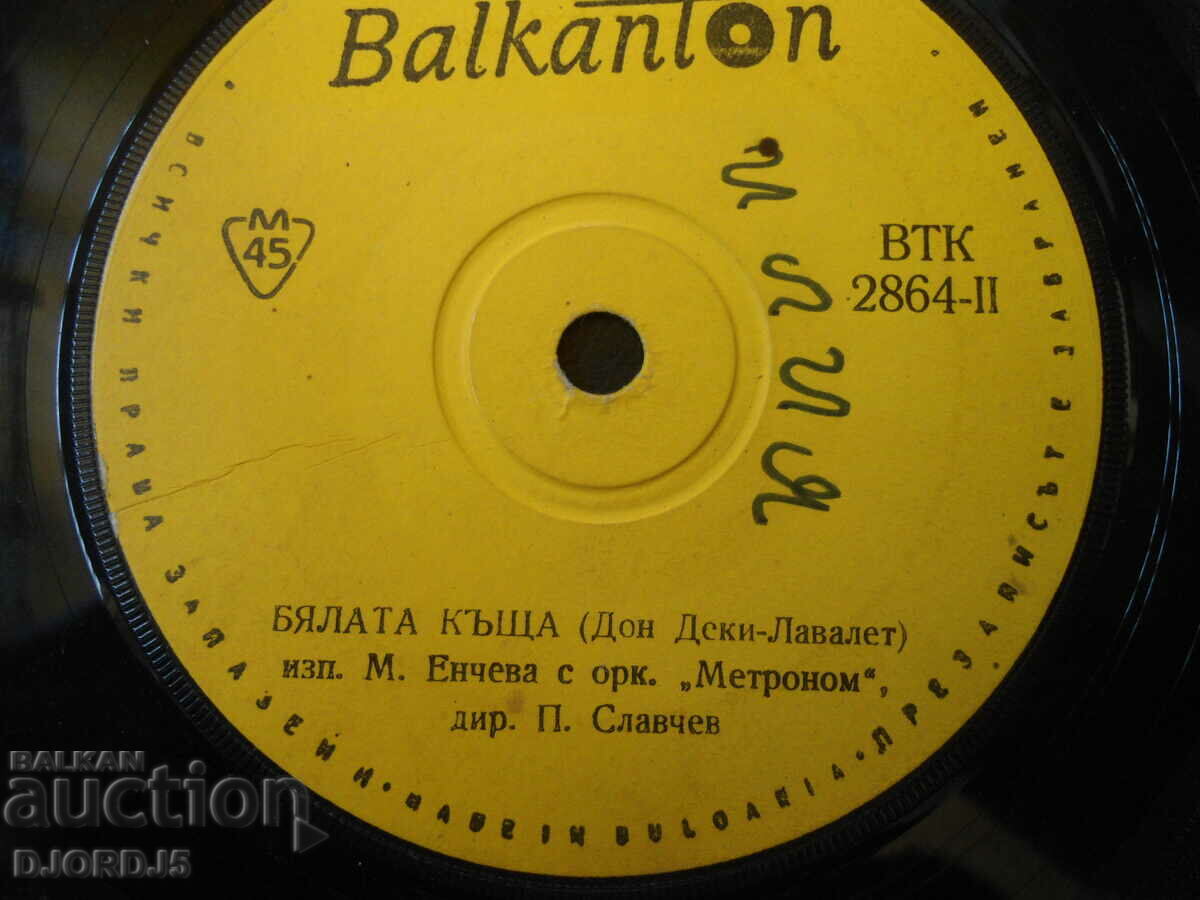 Balkanton
M
45
ВТК
2864-II
Илия
БЯЛАТА КЪЩА (Дон Дски-Лавалет)
изп. М. Енчева с орк. „Метроном“,
дир. П. Славчев
· ВСИЧКИ ПРАВА ЗАПАЗЕНИ · MADE IN BULGARIA · ПРЕЗАПИСЪТ Е ЗАБРАНЕН ·
BALKAN
auction
DJORDJ5